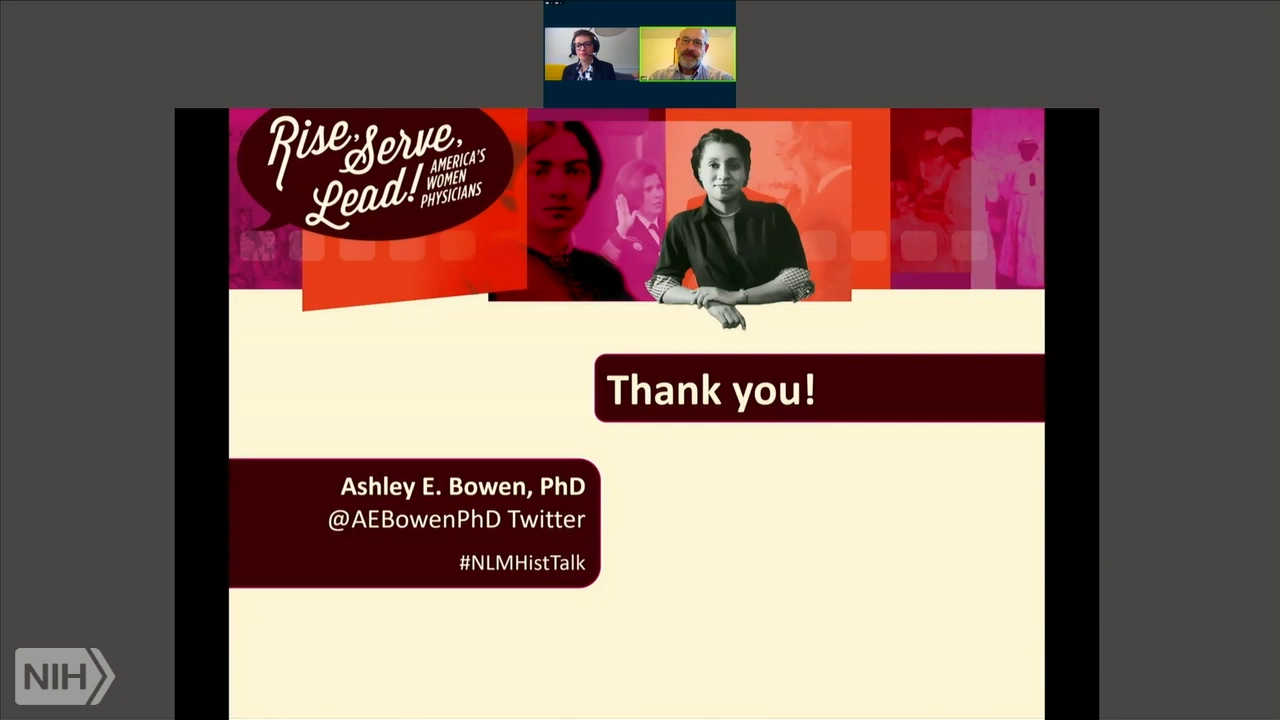 Rise, Serve,
Lead!
AMERICA'S
WOMEN
PHYSICIANS
Thank you!
Ashley E. Bowen, PhD
@AEBowenPhD Twitter
#NLMHistTalk
NIH